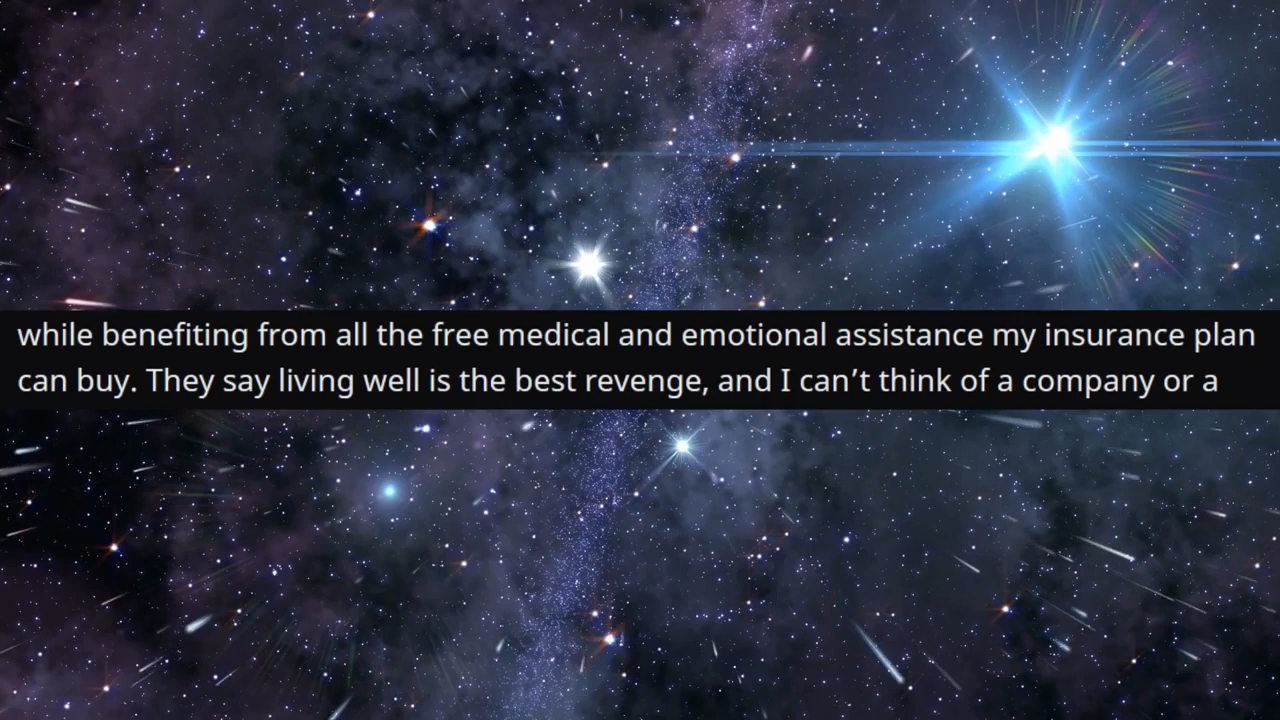 while benefiting from all the free medical and emotional assistance my insurance plan
can buy. They say living well is the best revenge, and I can’t think of a company or a